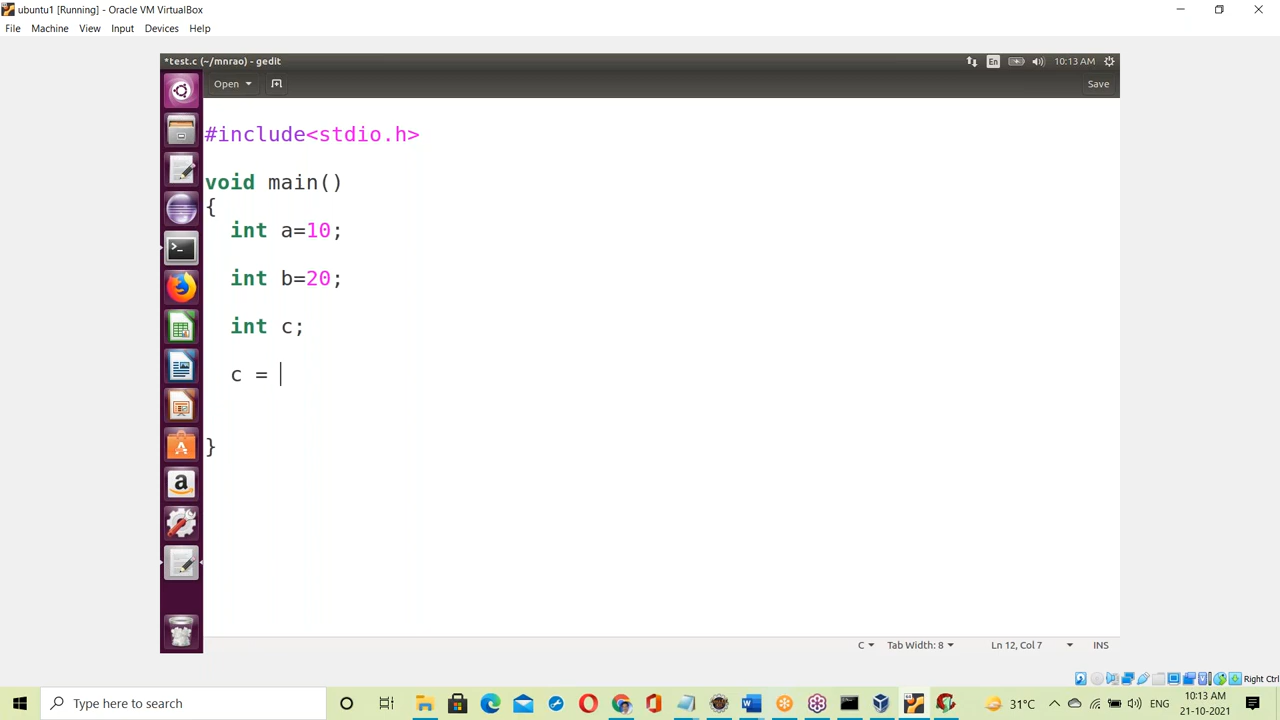 ubuntu1 [Running] - Oracle VM VirtualBox
File Machine View Input Devices Help
*test.c (~/mnrao) - gedit
En
10:13 AM
Open
Save
#include<stdio.h>
void main()
{
int a=10;
int b=20;
int c;
c =
}
C
Tab Width: 8
Ln 12, Col 7
INS
Right Ctrl
Type here to search
31°C
ENG
10:13 AM
21-10-2021